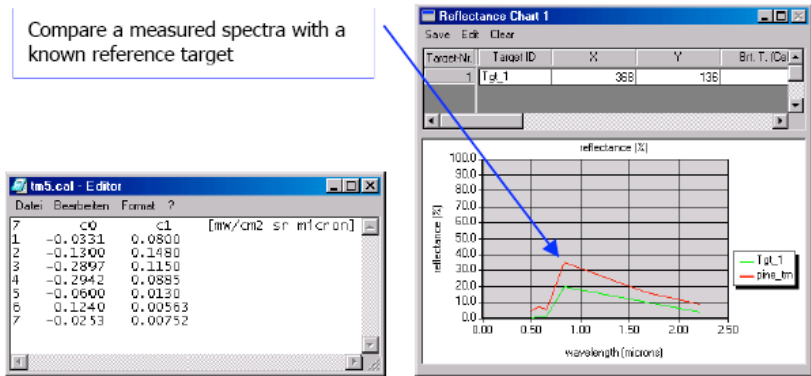 Compare a measured spectra with a
known reference target
Reflectance Chart 1
Save Edit Clear
Target-Nr. Target ID X Y Brt. T. (Ce
1 Tgt_1 368 136
reflectance [%]
100.0
90.0
80.0
70.0
60.0
50.0
40.0
30.0
20.0
10.0
0.0
reflectance [%]
0.00 0.50 1.00 1.50 2.00 2.50
wavelength (microns)
Tgt_1
pine_tm
tm5.cal - Editor
Datei Bearbeiten Format ?
7 c0 c1 [mw/cm2 sr micron]
1 -0.0331 0.0800
2 -0.1300 0.1480
3 -0.2897 0.1150
4 -0.2942 0.0885
5 -0.0600 0.0130
6 0.1240 0.00563
7 -0.0253 0.00752